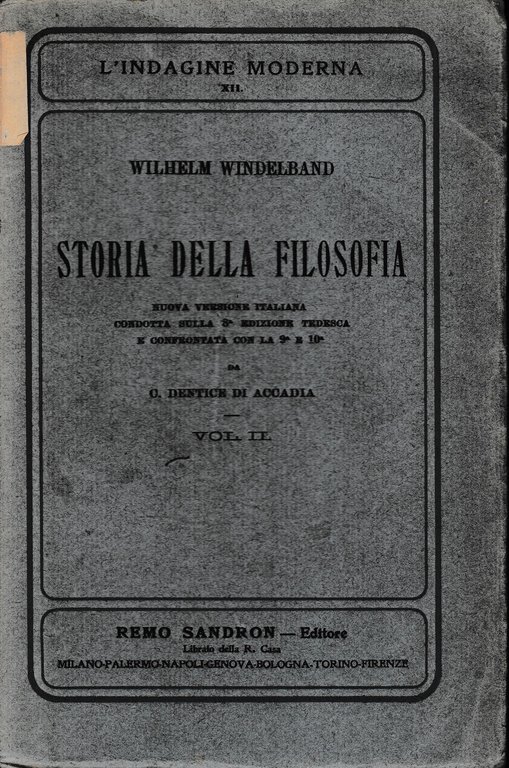 L'INDAGINE MODERNA
XII.
WILHELM WINDELBAND
STORIA DELLA FILOSOFIA
NUOVA VERSIONE ITALIANA
CONDOTTA SULLA 8ª EDIZIONE TEDESCA
E CONFRONTATA CON LA 9ª E 10ª
DA
C. DENTICE DI ACCADIA
VOL. II.
REMO SANDRON — Editore
Libraio della R. Casa
MILANO-PALERMO-NAPOLI-GENOVA-BOLOGNA-TORINO-FIRENZE